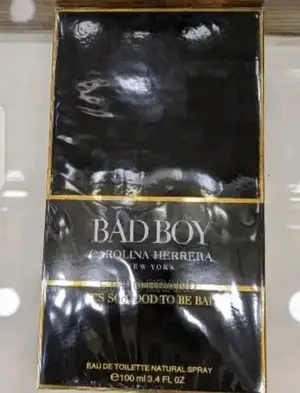 BAD BOY
CAROLINA HERRERA
NEW YORK
IT'S SO GOOD TO BE BAD
EAU DE TOILETTE NATURAL SPRAY
℮100 ml 3.4 FL OZ